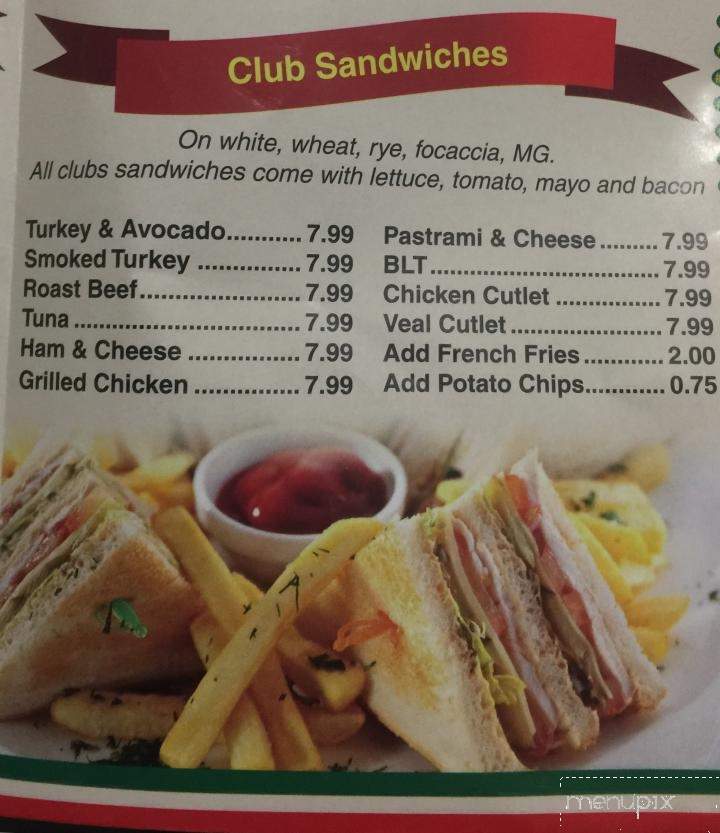 Club Sandwiches
On white, wheat, rye, focaccia, MG.
All clubs sandwiches come with lettuce, tomato, mayo and bacon
Turkey & Avocado........... 7.99
Smoked Turkey ................ 7.99
Roast Beef......................... 7.99
Tuna ................................... 7.99
Ham & Cheese ................. 7.99
Grilled Chicken ................ 7.99
Pastrami & Cheese ......... 7.99
BLT................................... 7.99
Chicken Cutlet ................ 7.99
Veal Cutlet ....................... 7.99
Add French Fries ............ 2.00
Add Potato Chips............ 0.75
menupix